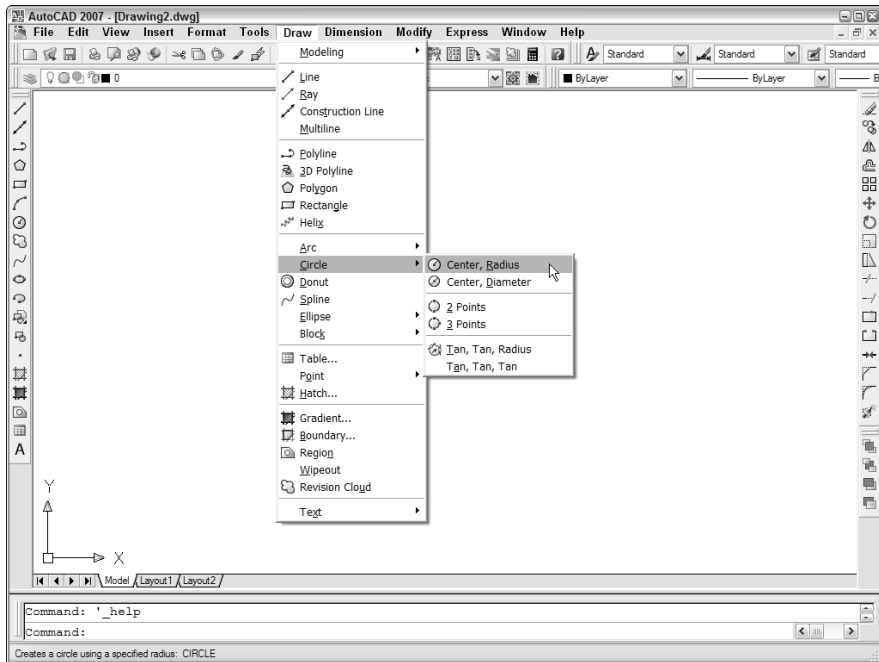 AutoCAD 2007 - [Drawing2.dwg]
File Edit View Insert Format Tools Draw Dimension Modify Express Window Help
Standard Standard Standard
0 ByLayer ByLayer B
Modeling
Line
Ray
Construction Line
Multiline
Polyline
3D Polyline
Polygon
Rectangle
Helix
Arc
Circle
Donut
Spline
Ellipse
Block
Table...
Point
Hatch...
Gradient...
Boundary...
Region
Wipeout
Revision Cloud
Text
Center, Radius
Center, Diameter
2 Points
3 Points
Tan, Tan, Radius
Tan, Tan, Tan
A
Y
X
Model Layout1 Layout2
Command: '_help
Command:
Creates a circle using a specified radius: CIRCLE